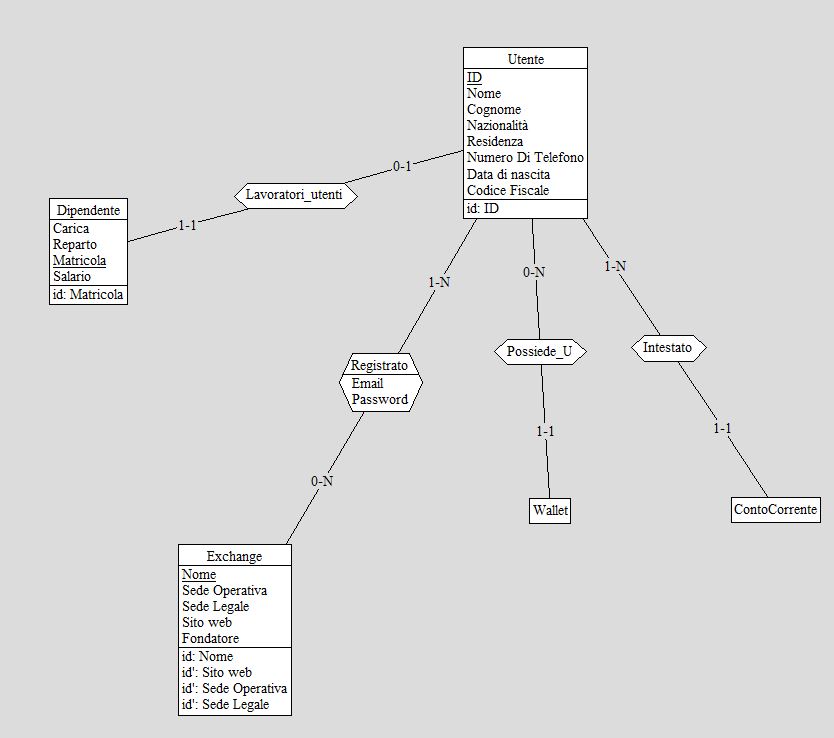 Utente
ID
Nome
Cognome
Nazionalità
Residenza
Numero Di Telefono
Data di nascita
Codice Fiscale
id: ID
0-1
Lavoratori_utenti
1-1
Dipendente
Carica
Reparto
Matricola
Salario
id: Matricola
1-N
0-N
1-N
Registrato
Email
Password
Possiede_U
Intestato
0-N
1-1
1-1
Wallet
ContoCorrente
Exchange
Nome
Sede Operativa
Sede Legale
Sito web
Fondatore
id: Nome
id': Sito web
id': Sede Operativa
id': Sede Legale